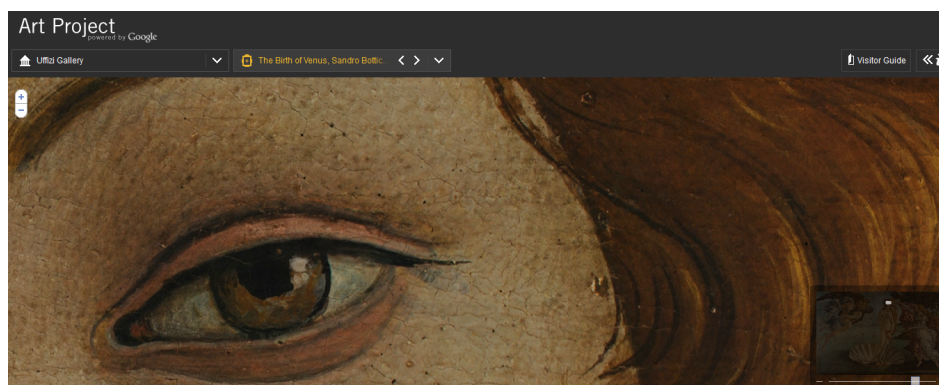 Art Project
powered by Google
Uffizi Gallery
The Birth of Venus, Sandro Bottic...
Visitor Guide